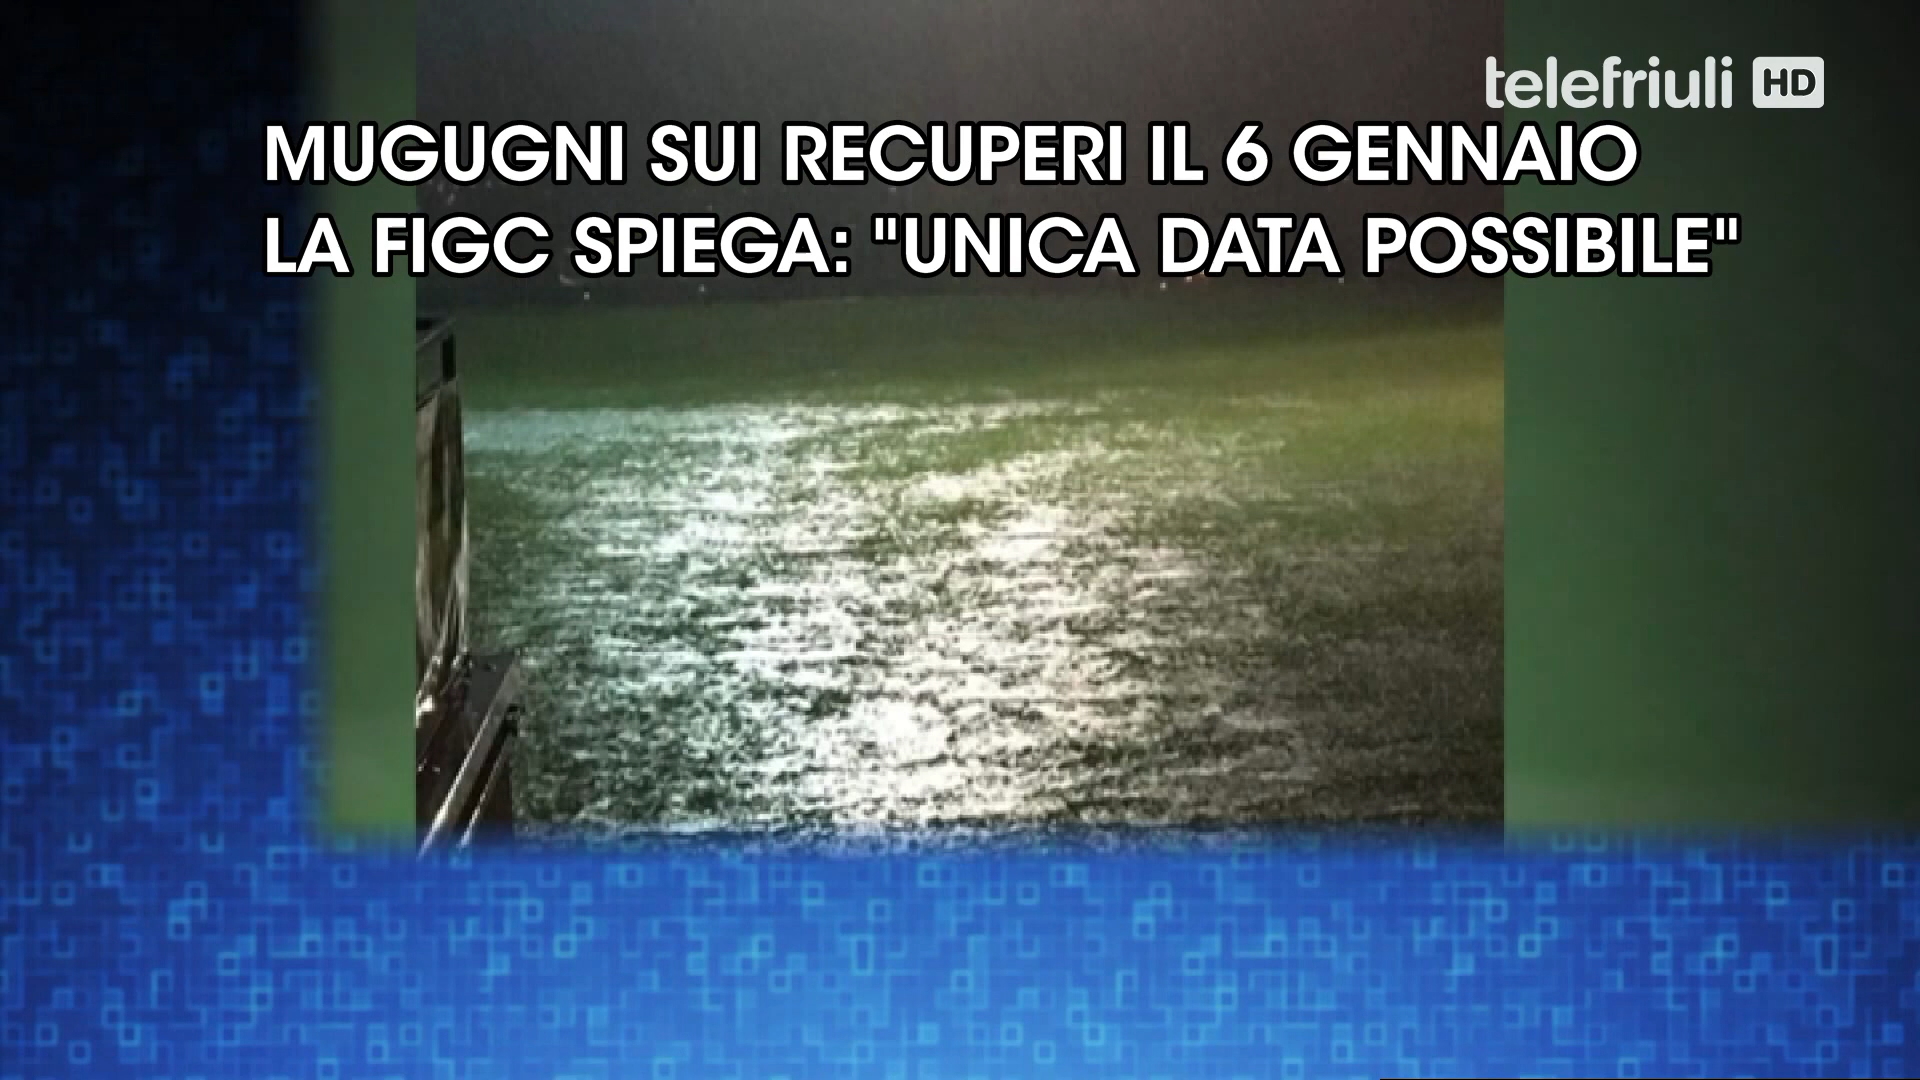 telefriuli HD
MUGUGNI SUI RECUPERI IL 6 GENNAIO
LA FIGC SPIEGA: "UNICA DATA POSSIBILE"